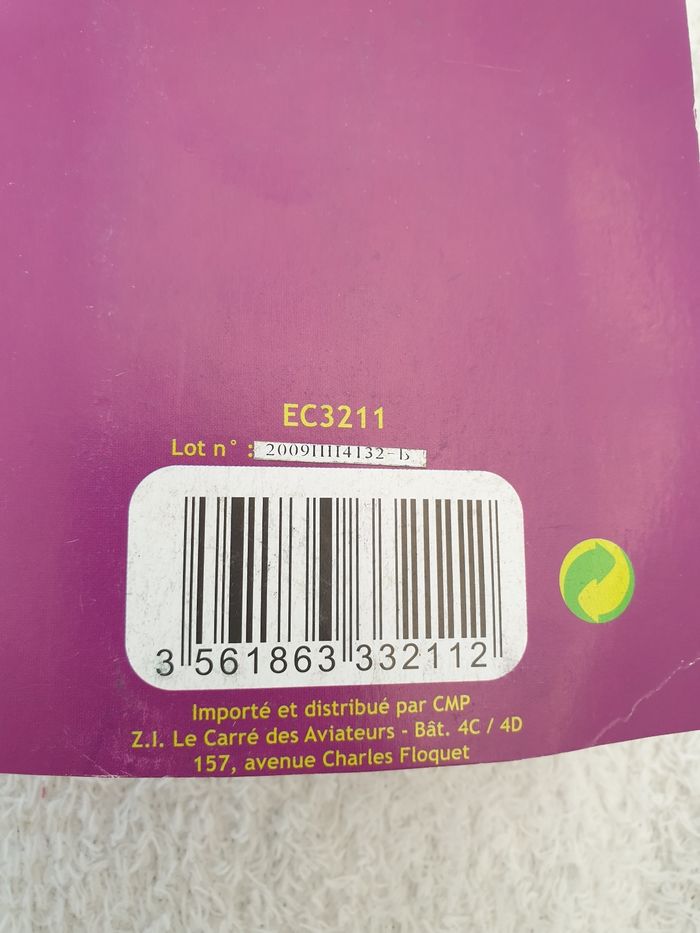 EC3211
Lot n° : 200911114132-B
3 561863 332112
Importé et distribué par CMP
Z.I. Le Carré des Aviateurs - Bât. 4C / 4D
157, avenue Charles Floquet